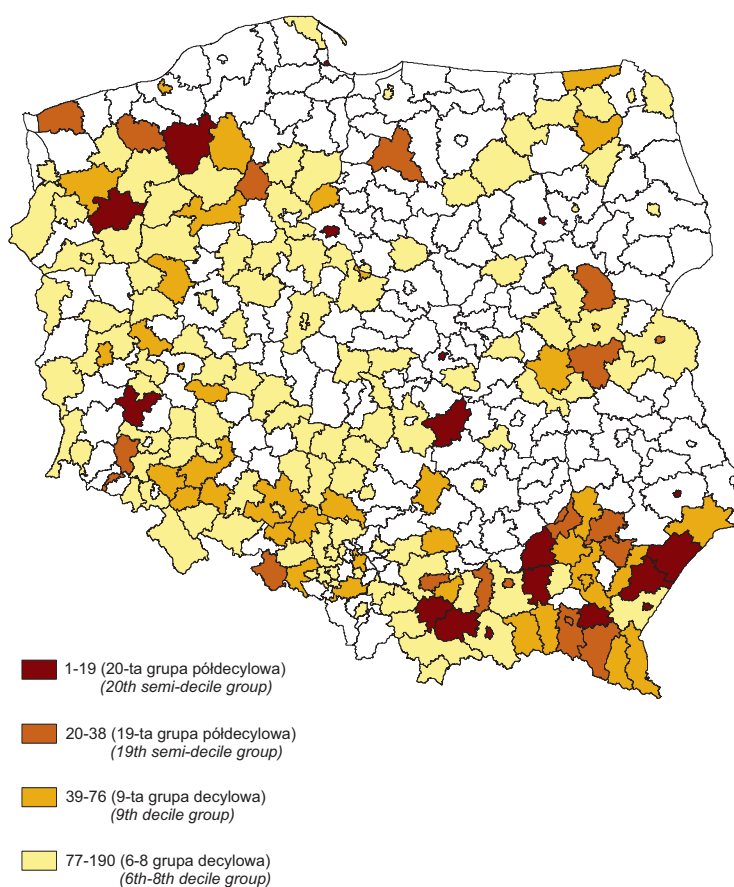 1-19 (20-ta grupa półdecylowa)
(20th semi-decile group)
20-38 (19-ta grupa półdecylowa)
(19th semi-decile group)
39-76 (9-ta grupa decylowa)
(9th decile group)
77-190 (6-8 grupa decylowa)
(6th-8th decile group)